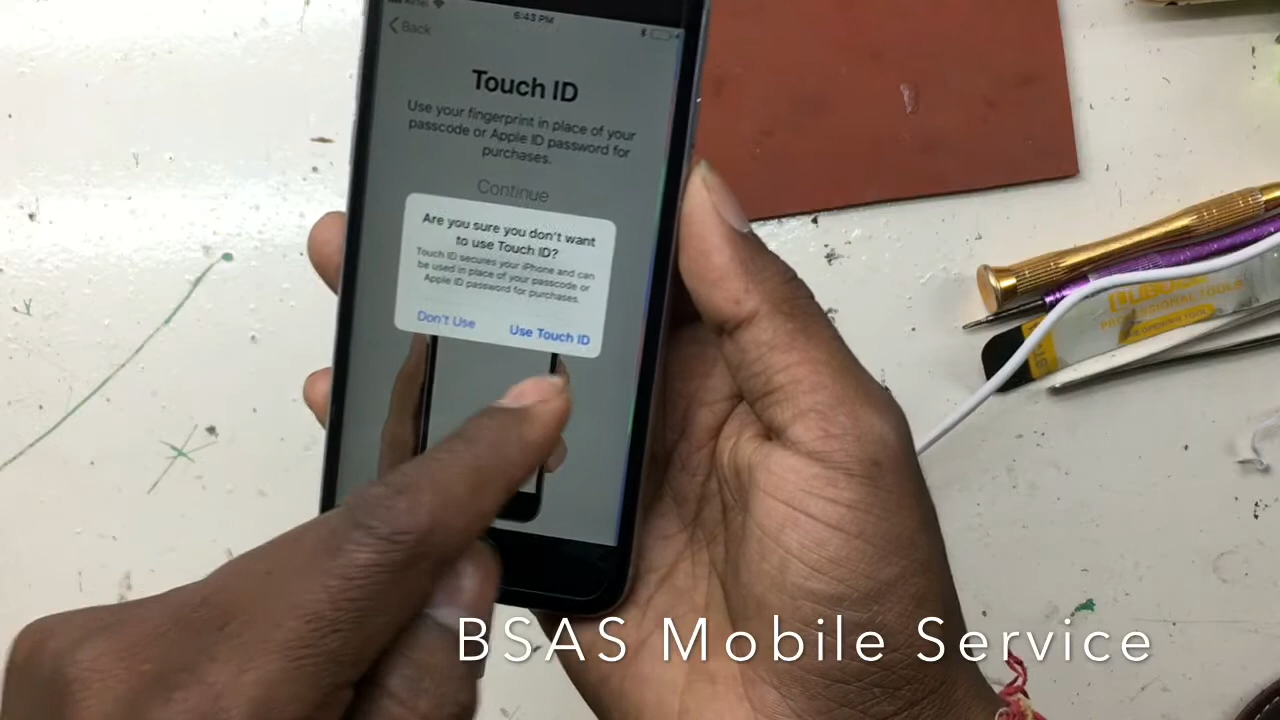 6:43 PM
Back
Touch ID
Use your fingerprint in place of your
passcode or Apple ID password for
purchases.
Continue
Are you sure you don't want
to use Touch ID?
Touch ID secures your iPhone and can
be used in place of your passcode or
Apple ID password for purchases.
Don't Use
Use Touch ID
PROFESSIONAL TOOLS
BSAS Mobile Service